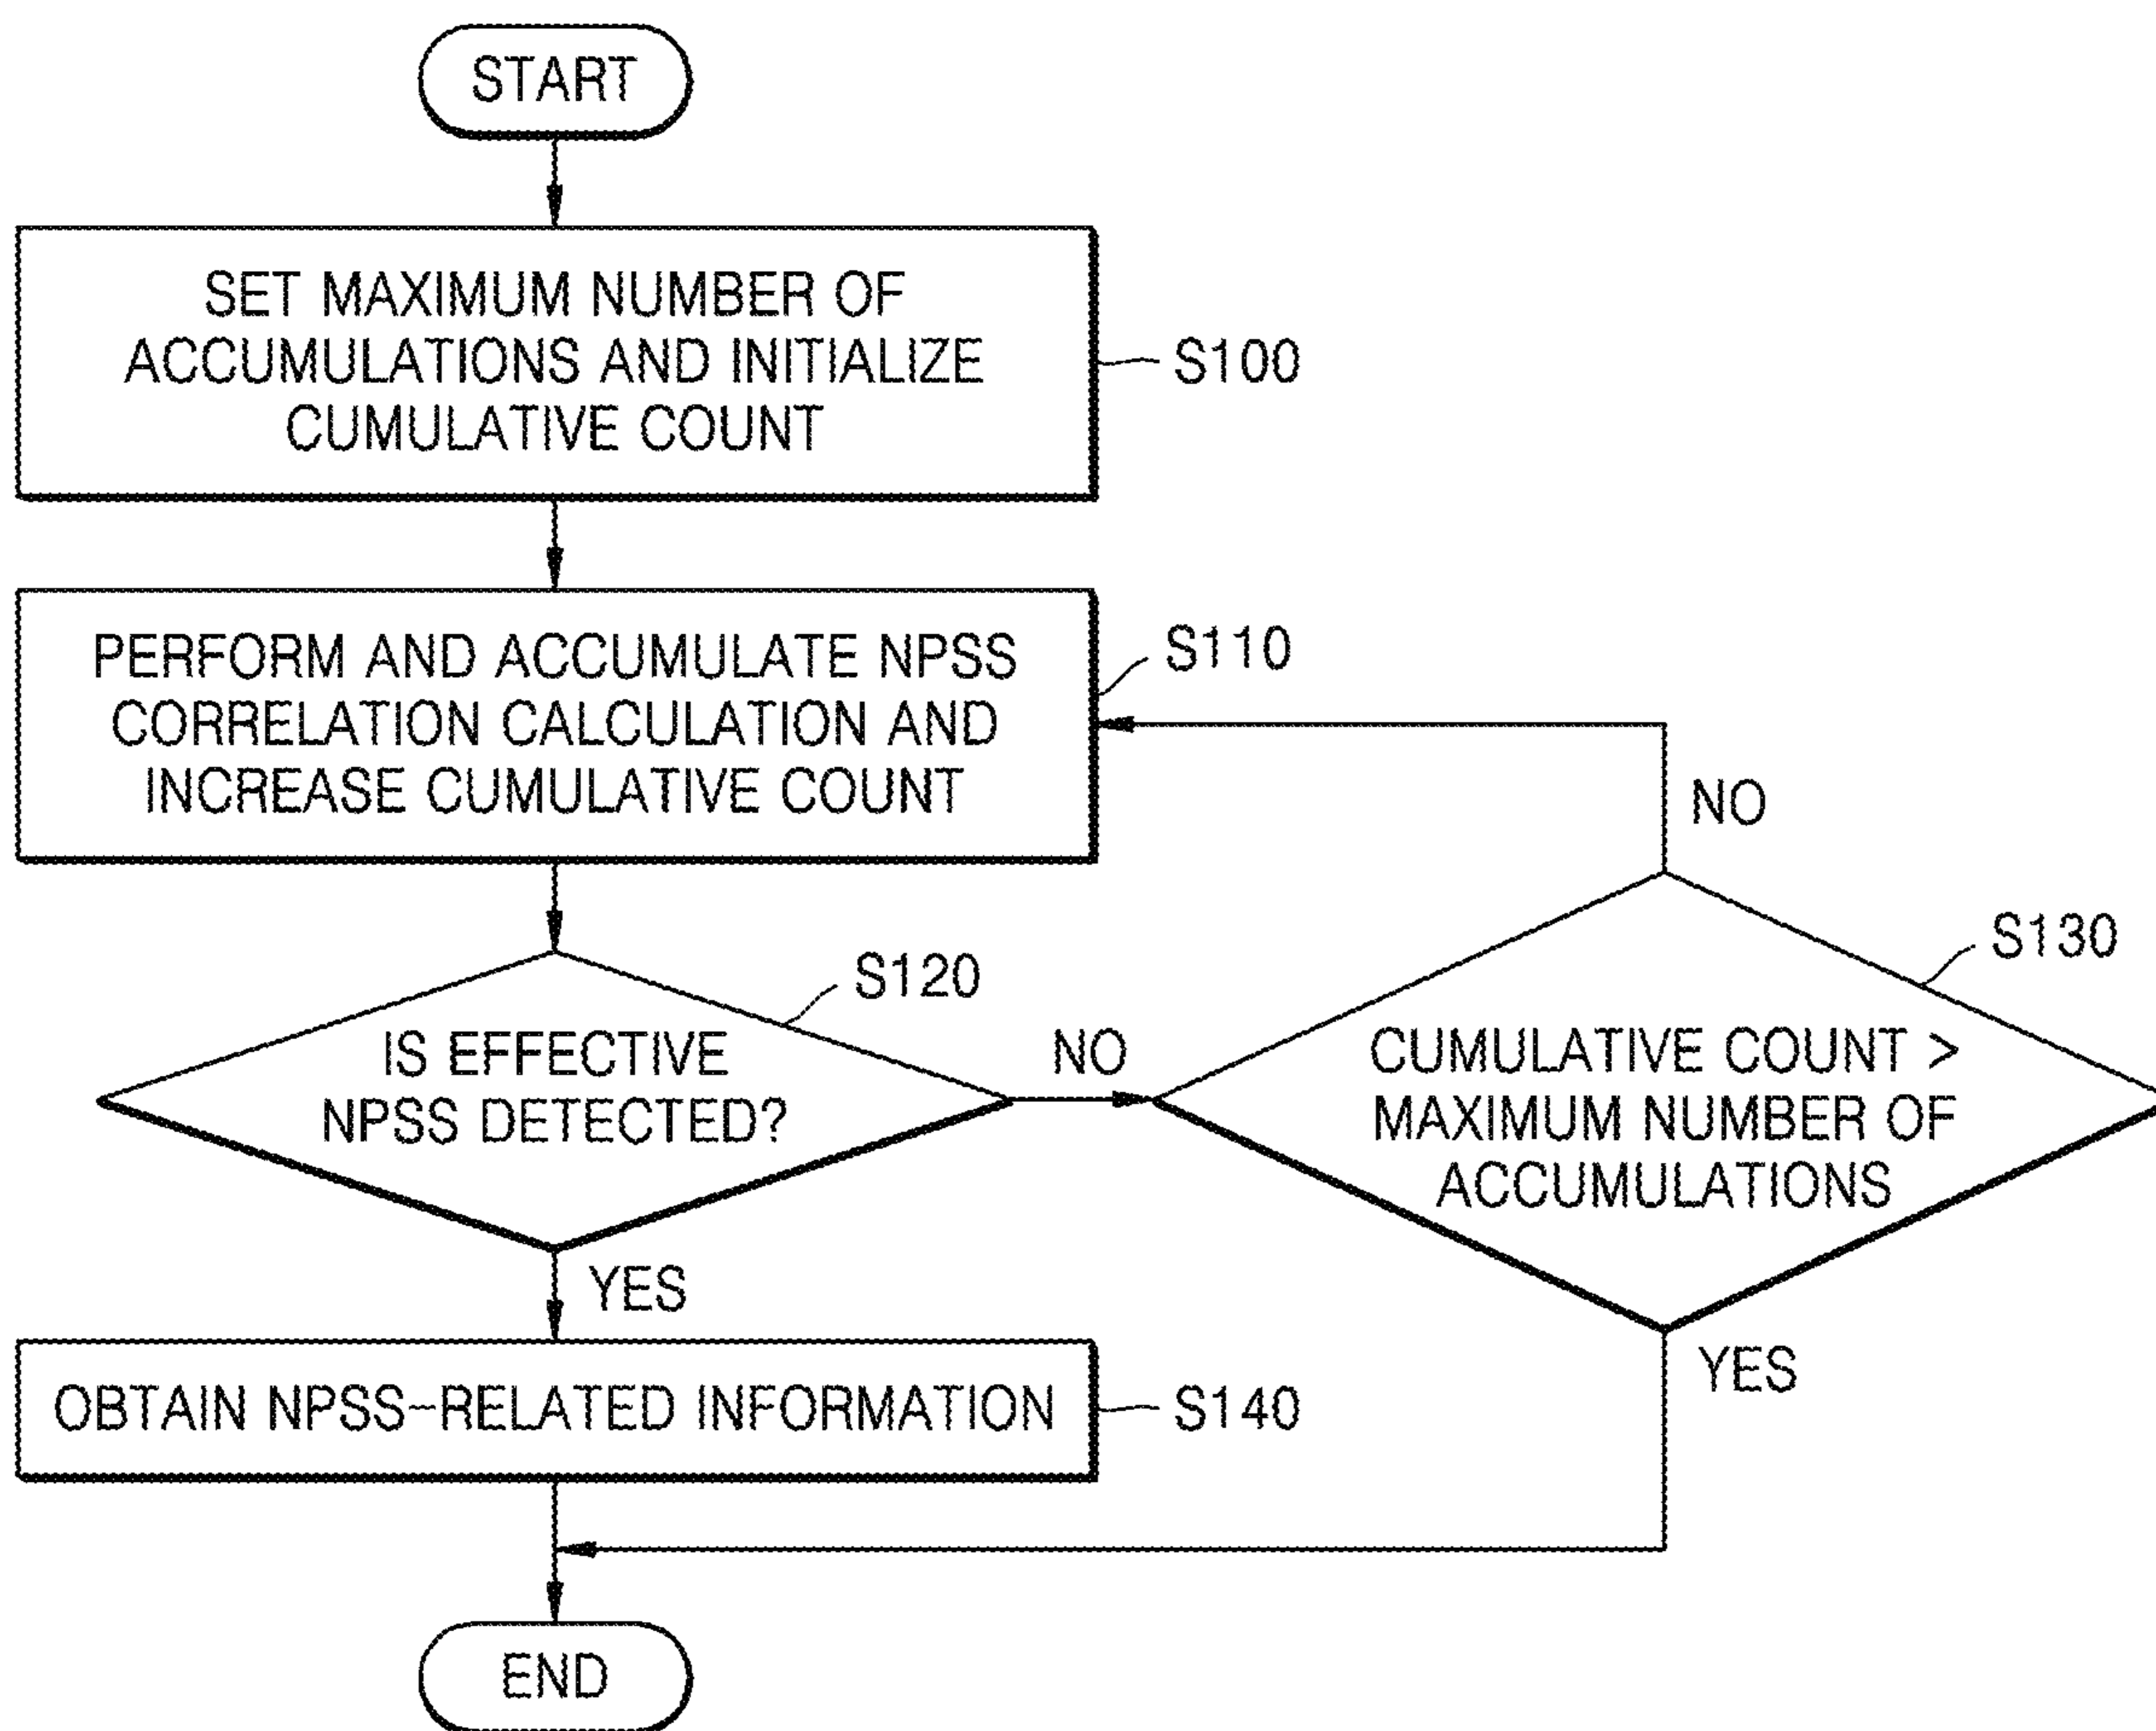 START
SET MAXIMUM NUMBER OF
ACCUMULATIONS AND INITIALIZE
CUMULATIVE COUNT
S100
PERFORM AND ACCUMULATE NPSS
CORRELATION CALCULATION AND
INCREASE CUMULATIVE COUNT
S110
NO
S130
S120
IS EFFECTIVE
NPSS DETECTED?
NO
CUMULATIVE COUNT >
MAXIMUM NUMBER OF
ACCUMULATIONS
YES
YES
OBTAIN NPSS-RELATED INFORMATION
S140
END